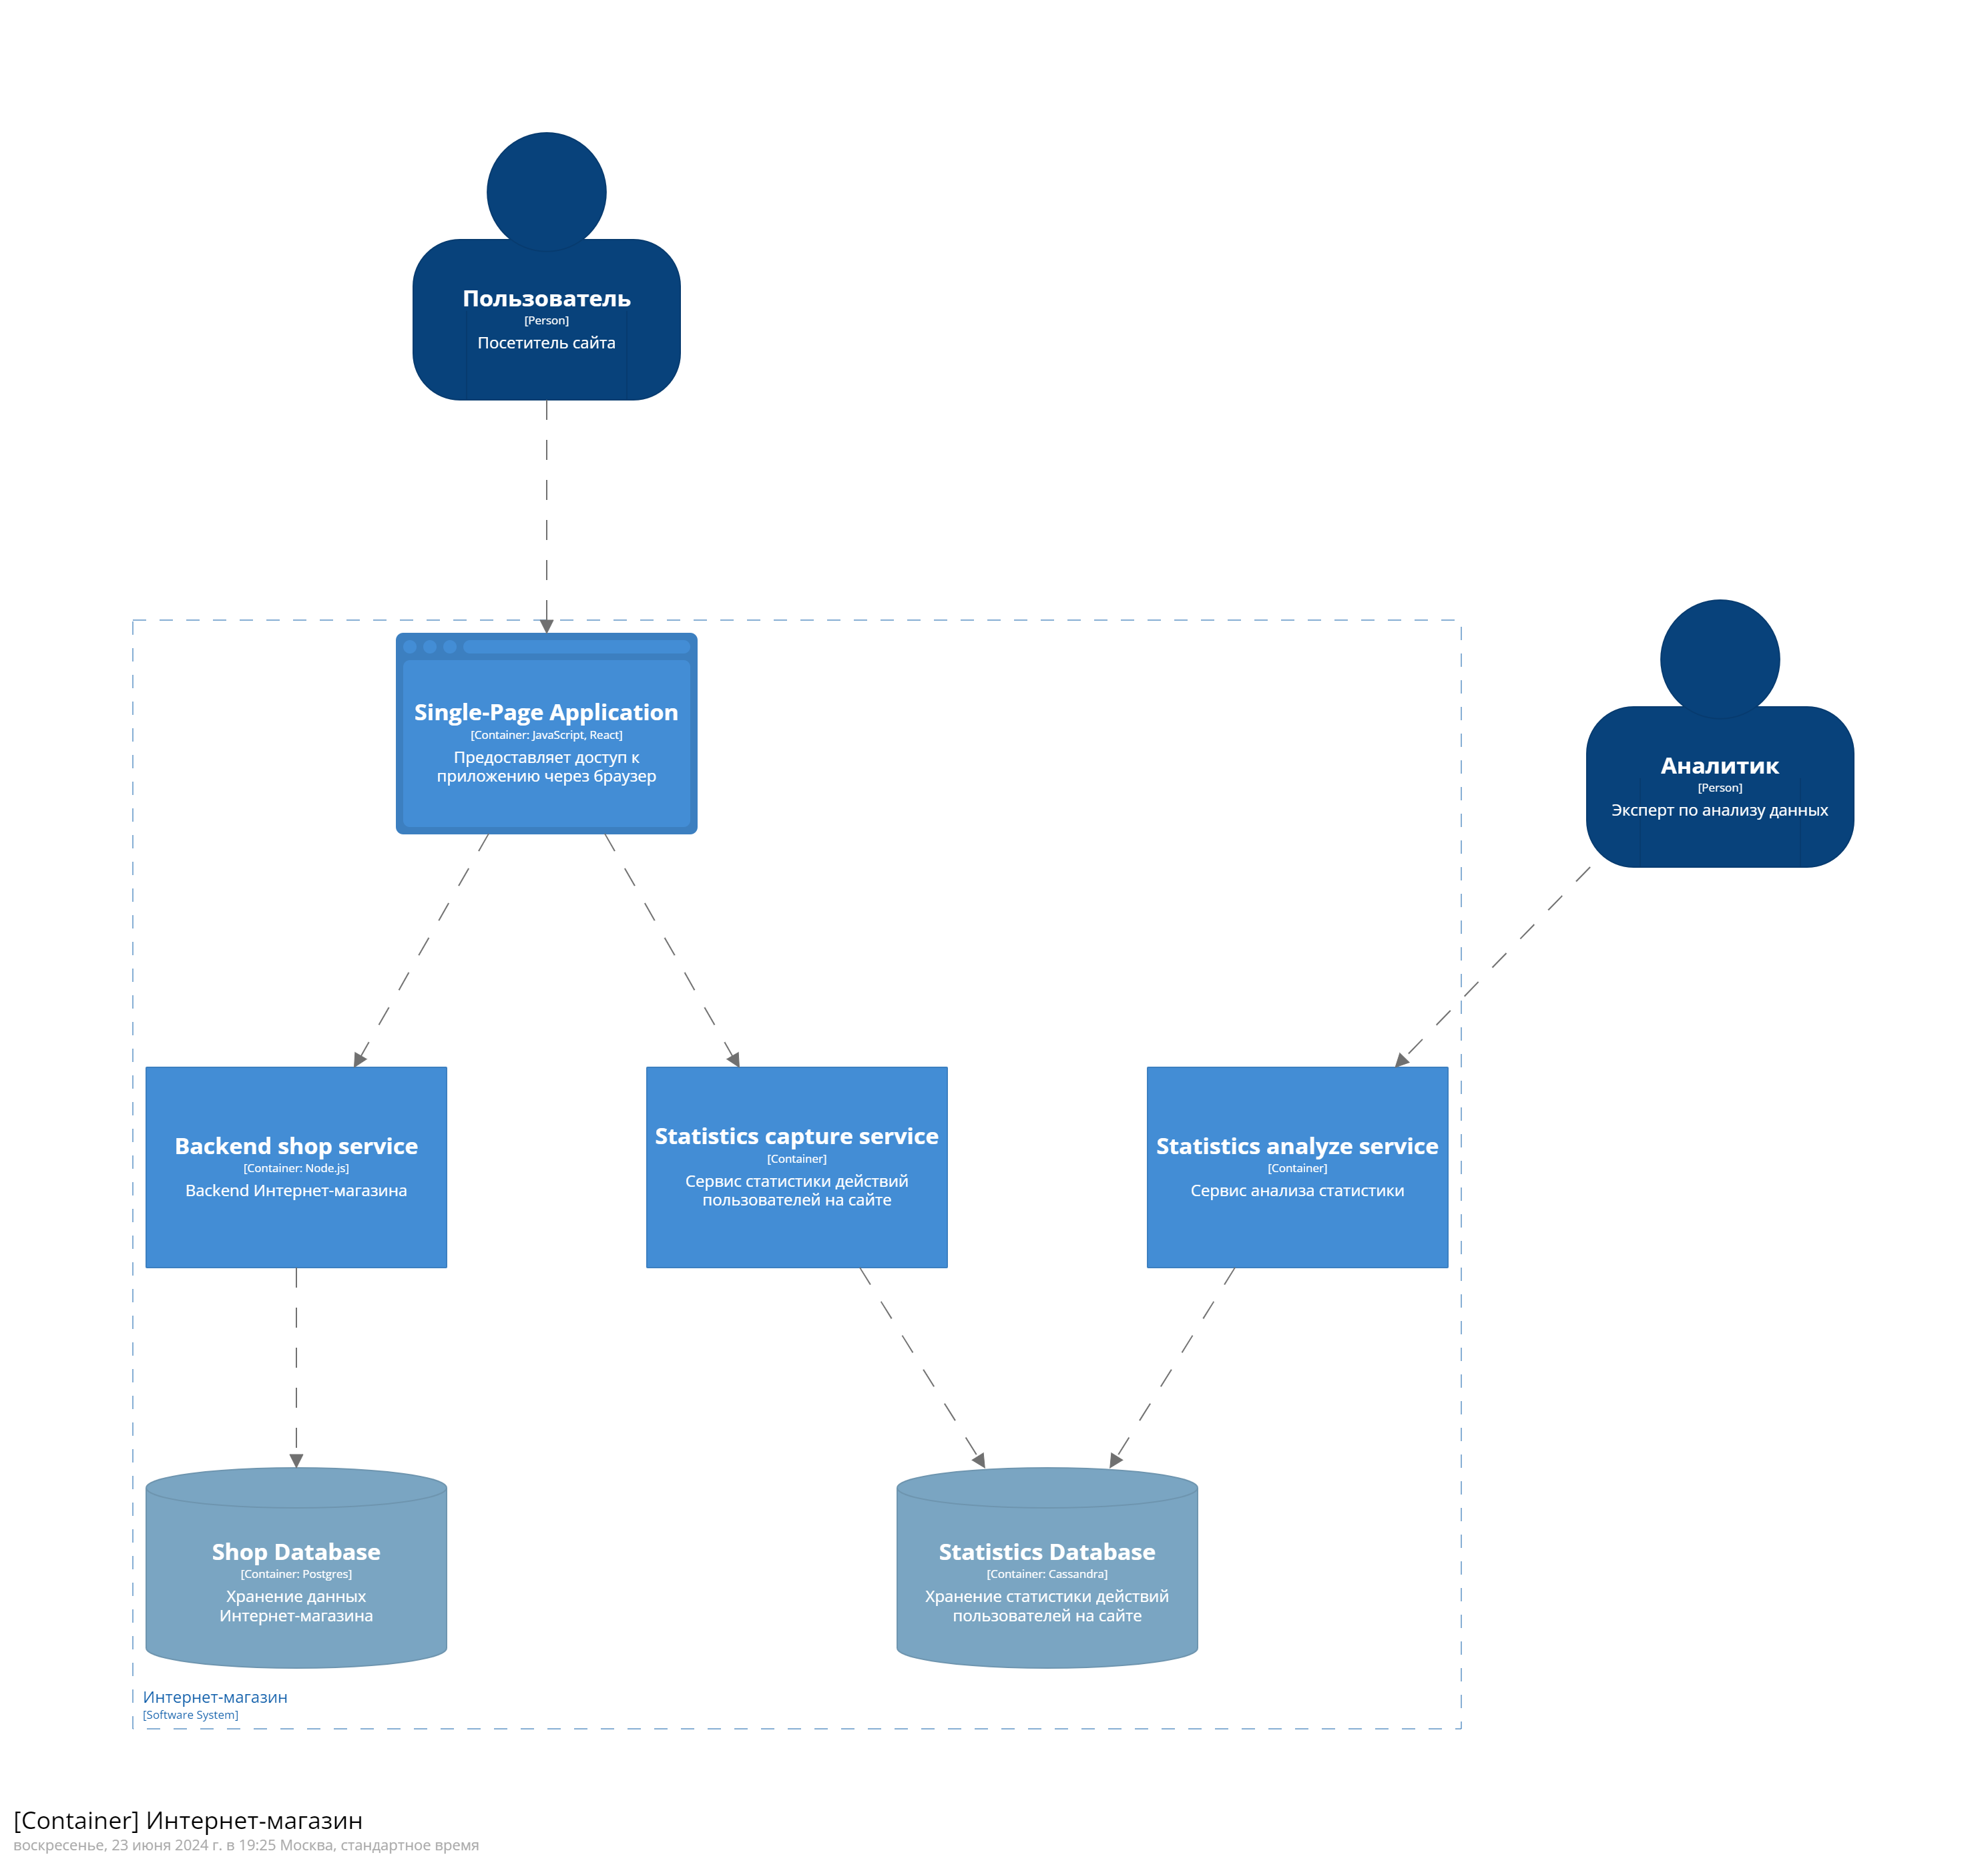 Пользователь
[Person]
Посетитель сайта
Single-Page Application
[Container: JavaScript, React]
Предоставляет доступ к
приложению через браузер
Аналитик
[Person]
Эксперт по анализу данных
Backend shop service
[Container: Node.js]
Backend Интернет-магазина
Statistics capture service
[Container]
Сервис статистики действий
пользователей на сайте
Statistics analyze service
[Container]
Сервис анализа статистики
Shop Database
[Container: Postgres]
Хранение данных
Интернет-магазина
Statistics Database
[Container: Cassandra]
Хранение статистики действий
пользователей на сайте
Интернет-магазин
[Software System]
[Container] Интернет-магазин
воскресенье, 23 июня 2024 г. в 19:25 Москва, стандартное время